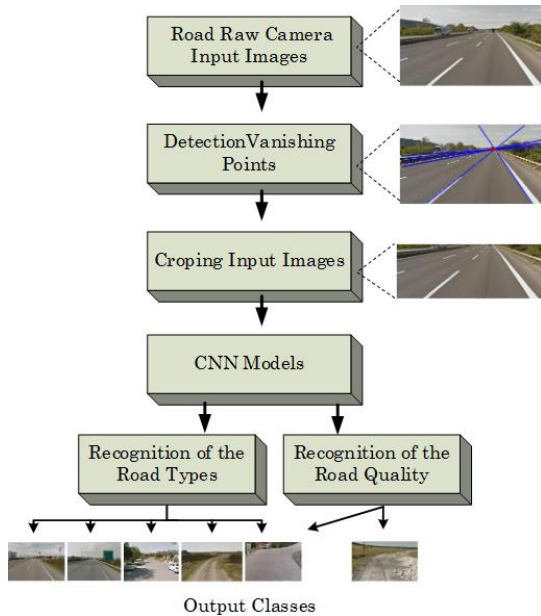 Road Raw Camera
Input Images
DetectionVanishing
Points
Croping Input Images
CNN Models
Recognition of the
Road Types
Recognition of the
Road Quality
Output Classes